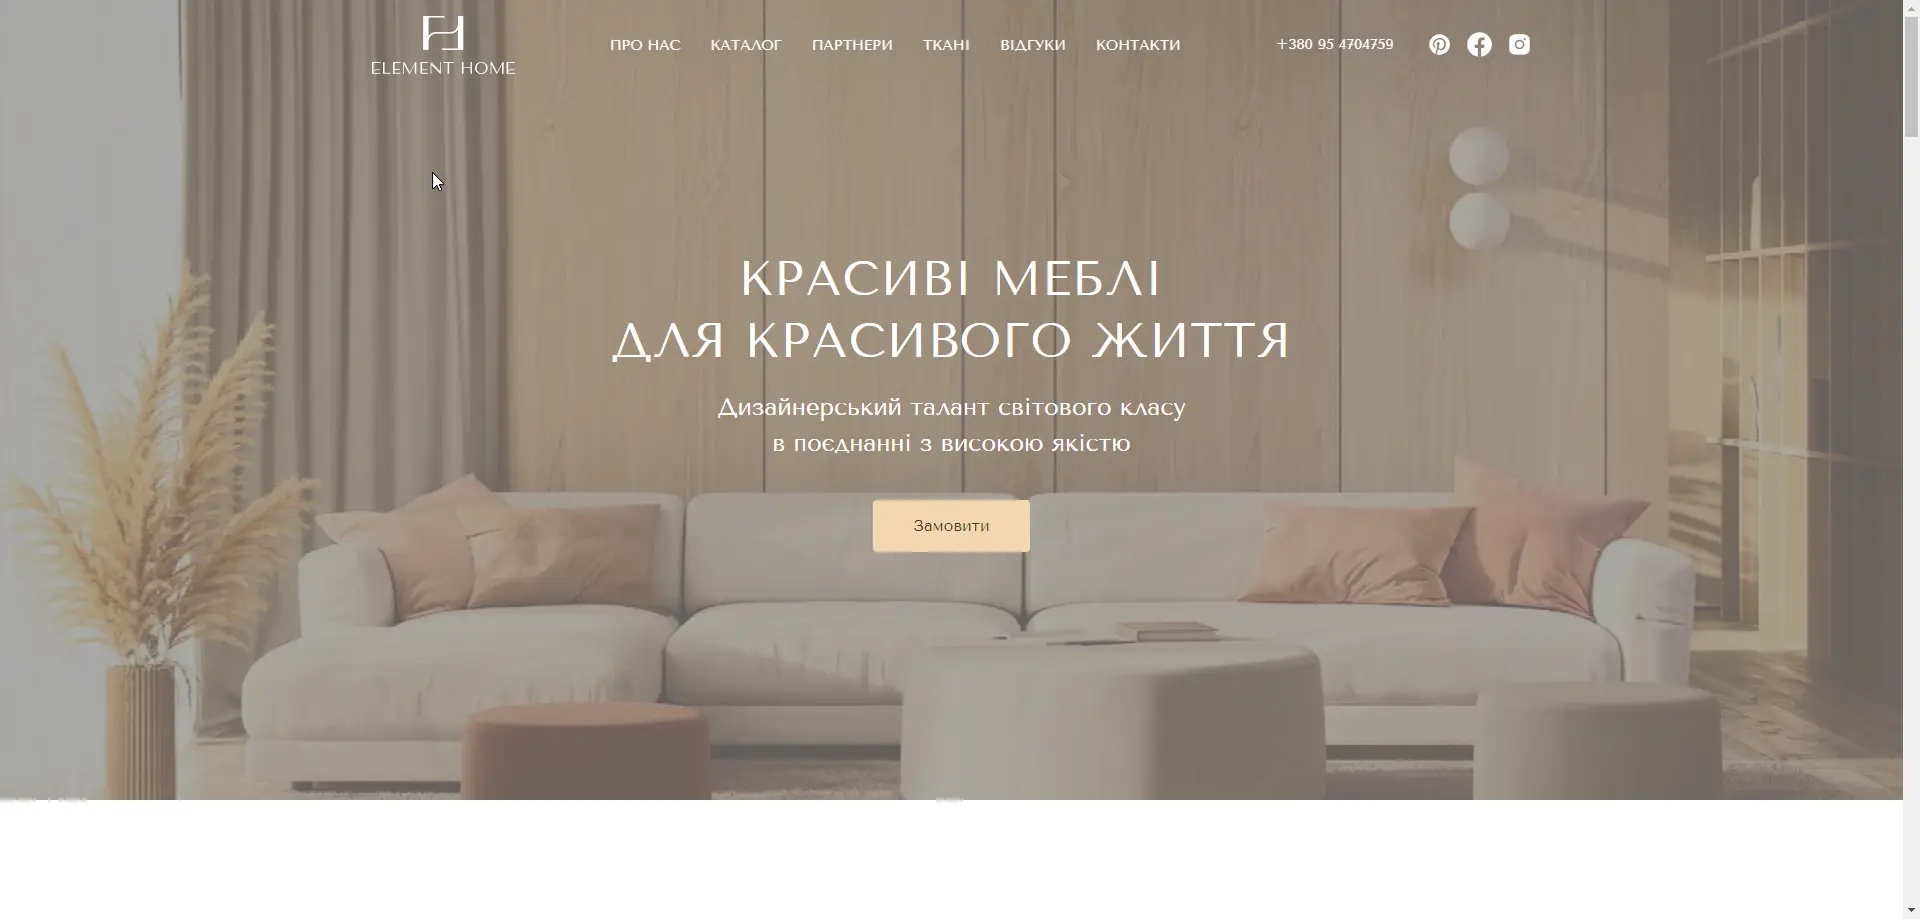 ELEMENT HOME
ПРО НАС КАТАЛОГ ПАРТНЕРИ ТКАНІ ВІДГУКИ КОНТАКТИ +380 95 4704759
КРАСИВІ МЕБЛІ
ДЛЯ КРАСИВОГО ЖИТТЯ
Дизайнерський талант світового класу
в поєднанні з високою якістю
Замовити